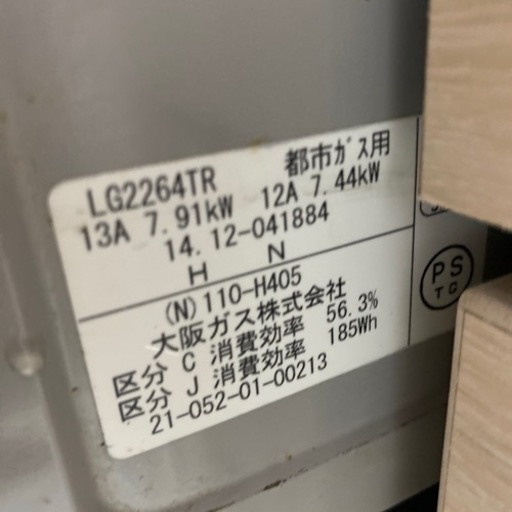 LG2264TR 都市ガス用
13A 7.91kW 12A 7.44kW
14.12-041884
H N
(N) 110-H405
大阪ガス株式会社
区分 C 消費効率 56.3%
区分 J 消費効率 185Wh
21-052-01-00213
PS
TG